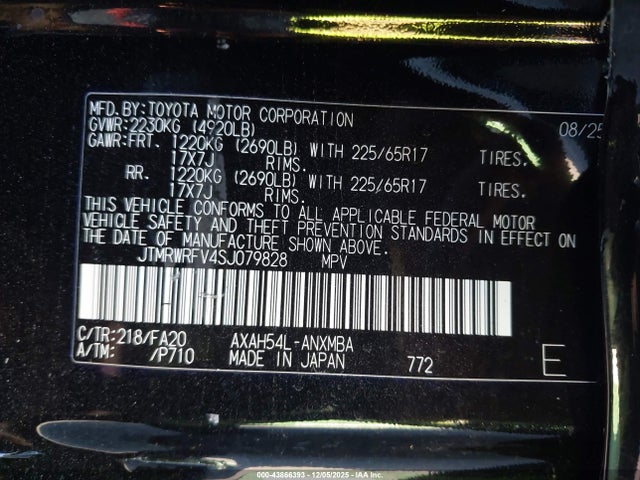 MFD.BY:TOYOTA MOTOR CORPORATION 08/25
GVWR:2230KG (4920LB)
GAWR:FRT. 1220KG (2690LB) WITH 225/65R17 TIRES.
17X7J RIMS.
RR. 1220KG (2690LB) WITH 225/65R17 TIRES.
17X7J RIMS.
THIS VEHICLE CONFORMS TO ALL APPLICABLE FEDERAL MOTOR
VEHICLE SAFETY AND THEFT PREVENTION STANDARDS IN EFFECT ON
THE DATE OF MANUFACTURE SHOWN ABOVE.
JTMRWRFV4SJ079828 MPV
C/TR:218/FA20 AXAH54L-ANXMBA
A/TM: /P710 MADE IN JAPAN 772 E
000-43866393 - 12/05/2025 - IAA Inc.